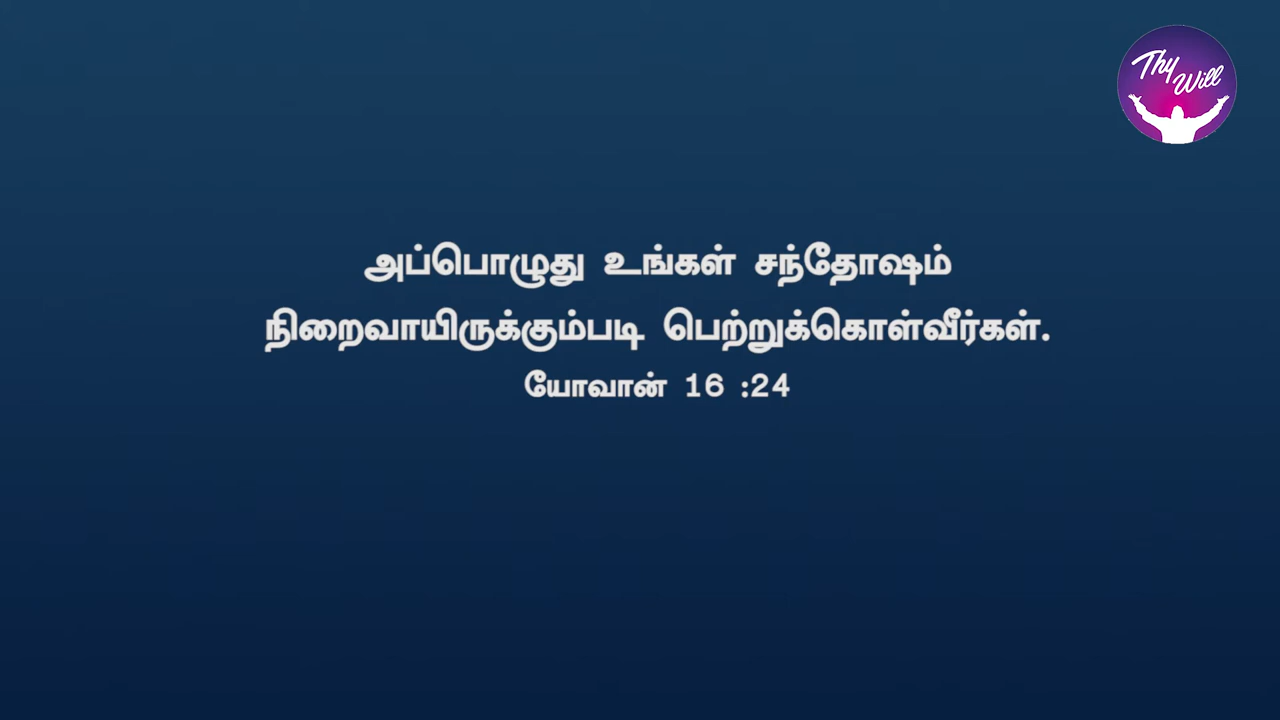 Thy
Will
அப்பொழுது உங்கள் சந்தோஷம்
நிறைவாயிருக்கும்படி பெற்றுக்கொள்வீர்கள்.
யோவான் 16 :24